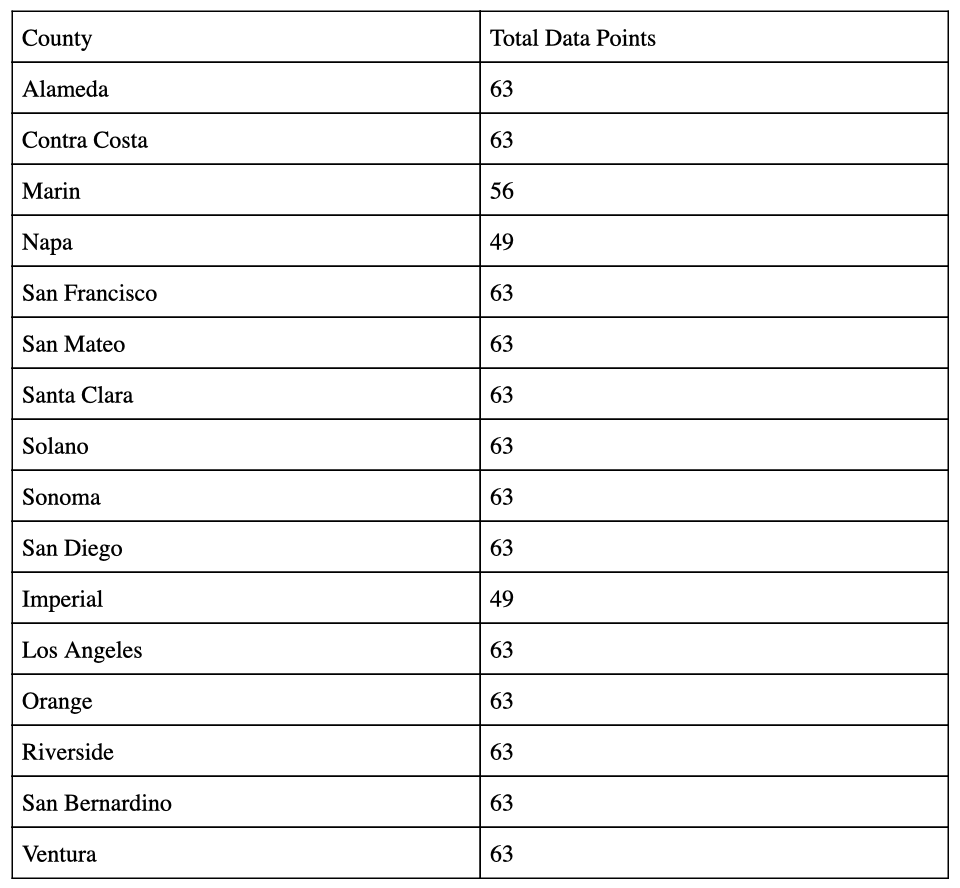 County Total Data Points
Alameda 63
Contra Costa 63
Marin 56
Napa 49
San Francisco 63
San Mateo 63
Santa Clara 63
Solano 63
Sonoma 63
San Diego 63
Imperial 49
Los Angeles 63
Orange 63
Riverside 63
San Bernardino 63
Ventura 63